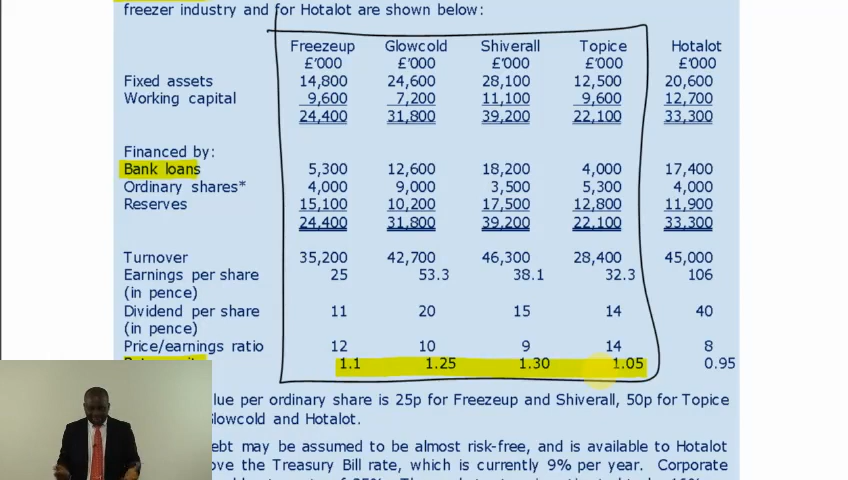 freezer industry and for Hotalot are shown below:
Freezeup Glowcold Shiverall Topice Hotalot
£'000 £'000 £'000 £'000 £'000
Fixed assets 14,800 24,600 28,100 12,500 20,600
Working capital 9,600 7,200 11,100 9,600 12,700
24,400 31,800 39,200 22,100 33,300
Financed by:
Bank loans 5,300 12,600 18,200 4,000 17,400
Ordinary shares* 4,000 9,000 3,500 5,300 4,000
Reserves 15,100 10,200 17,500 12,800 11,900
24,400 31,800 39,200 22,100 33,300
Turnover 35,200 42,700 46,300 28,400 45,000
Earnings per share 25 53.3 38.1 32.3 106
(in pence)
Dividend per share 11 20 15 14 40
(in pence)
Price/earnings ratio 12 10 9 14 8
1.1 1.25 1.30 1.05 0.95
per ordinary share is 25p for Freezeup and Shiverall, 50p for Topice
Glowcold and Hotalot.
may be assumed to be almost risk-free, and is available to Hotalot
the Treasury Bill rate, which is currently 9% per year. Corporate